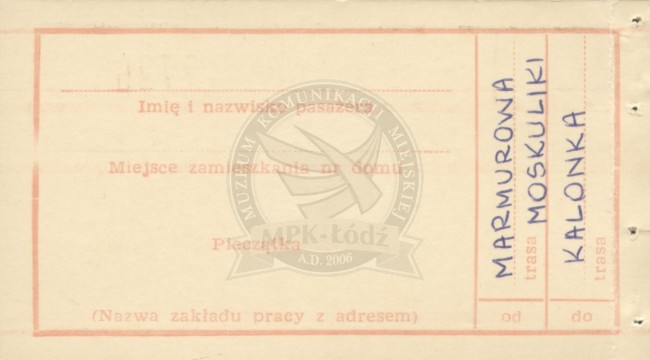 Imię i nazwisko pasażera
Miejsce zamieszkania nr domu
Pieczątka
(Nazwa zakładu pracy z adresem)
MARMUROWA
MOSKULIKI
trasa
od
KALONKA
trasa
do
MUZEUM KOMUNIKACJI MIEJSKIEJ
MPK-Łódź
A.D. 2006